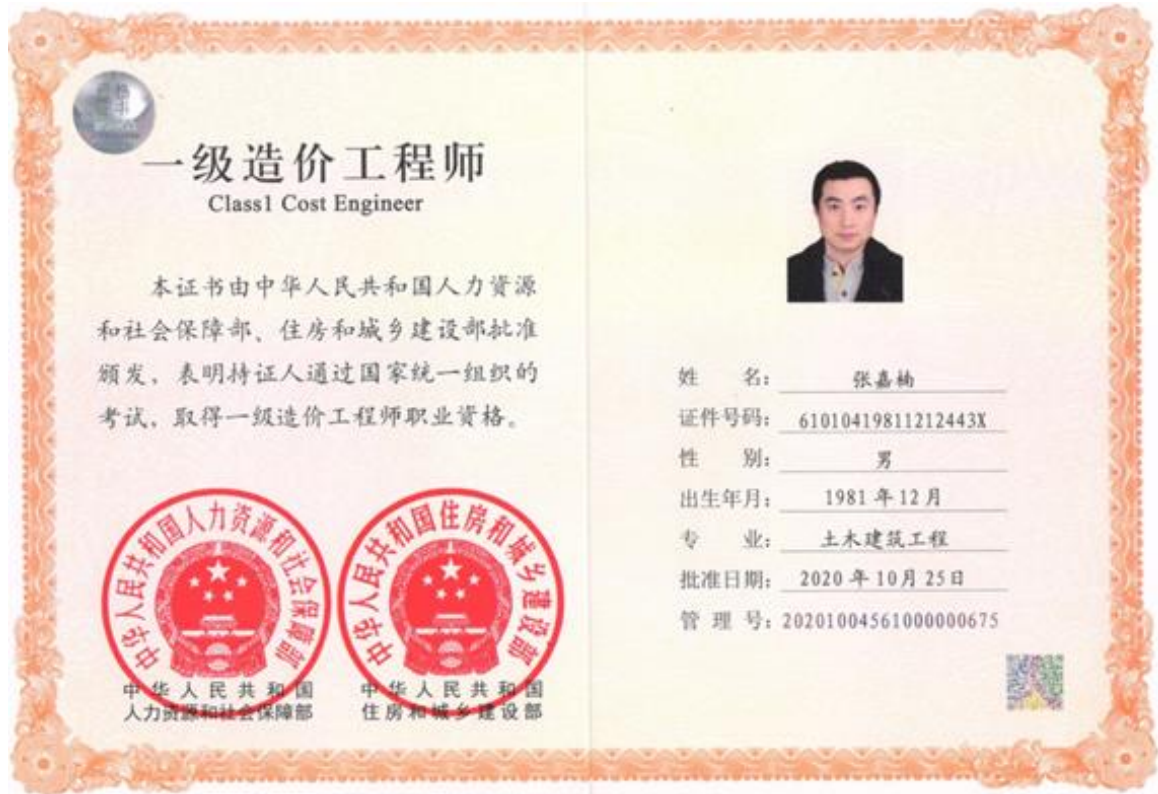 一级造价工程师
Class1 Cost Engineer
本证书由中华人民共和国人力资源
和社会保障部、住房和城乡建设部批准
颁发，表明持证人通过国家统一组织的
考试，取得一级造价工程师职业资格。
中华人民共和国人力资源和社会保障部
中华人民共和国住房和城乡建设部
中华人民共和国
人力资源和社会保障部
中华人民共和国
住房和城乡建设部
姓 名： 张嘉楠
证件号码： 61010419811212443X
性 别： 男
出生年月： 1981年12月
专 业： 土木建筑工程
批准日期： 2020年10月25日
管 理 号：20201004561000000675